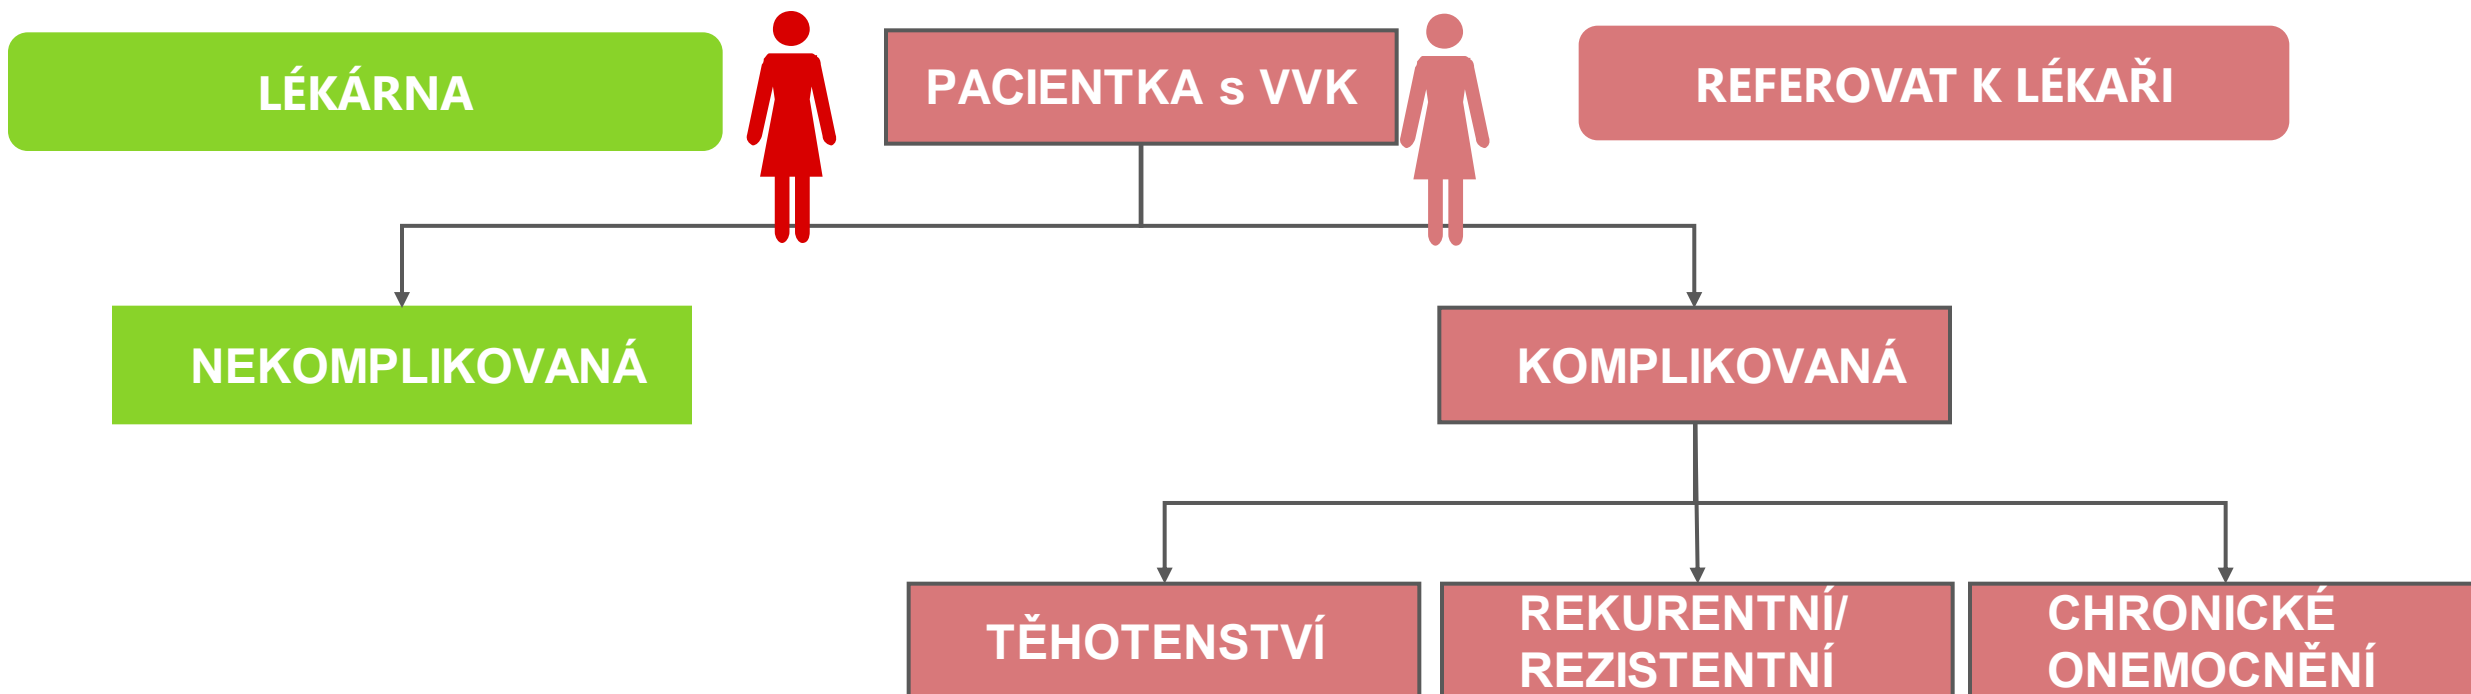 LÉKÁRNA
PACIENTKA s VVK
REFEROVAT K LÉKAŘI
NEKOMPLIKOVANÁ
KOMPLIKOVANÁ
TĚHOTENSTVÍ
REKURENTNÍ/
REZISTENTNÍ
CHRONICKÉ
ONEMOCNĚNÍ